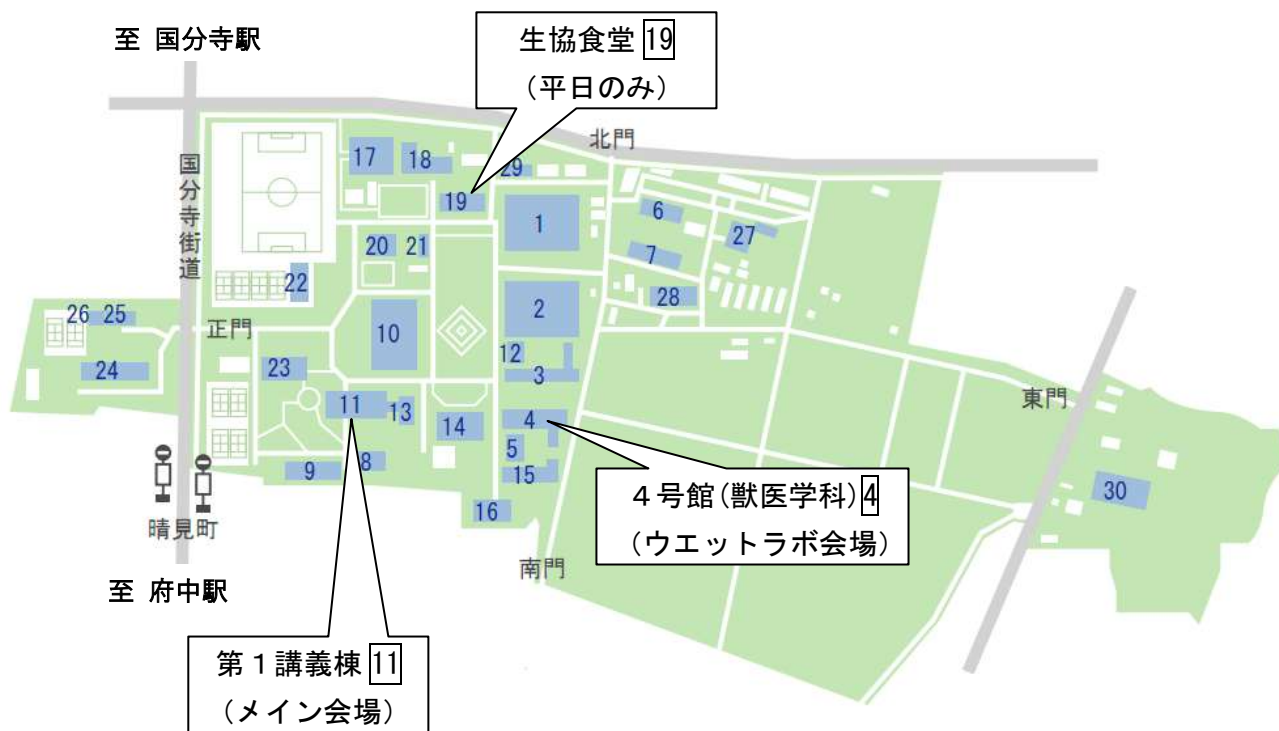 至 国分寺駅
生協食堂 19
(平日のみ)
北門
国分寺街道
17
18
29
19
1
6
7
27
20
21
22
28
2
26
25
正門
10
12
3
23
24
11
13
14
4
東門
5
9
8
15
30
16
晴見町
4号館(獣医学科)4
(ウエットラボ会場)
南門
至 府中駅
第1講義棟 11
(メイン会場)